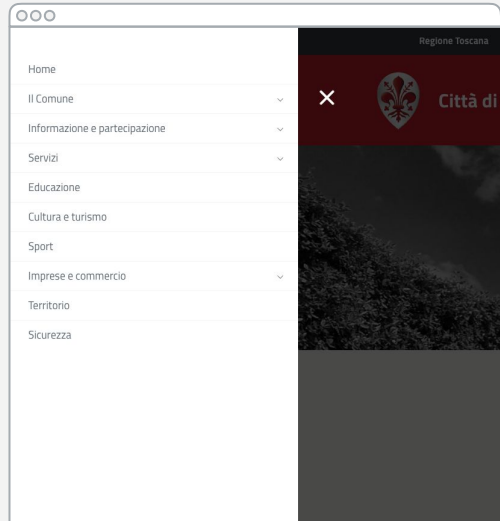 Regione Toscana
Home
Il Comune
Informazione e partecipazione
Servizi
Educazione
Cultura e turismo
Sport
Imprese e commercio
Territorio
Sicurezza
Città di